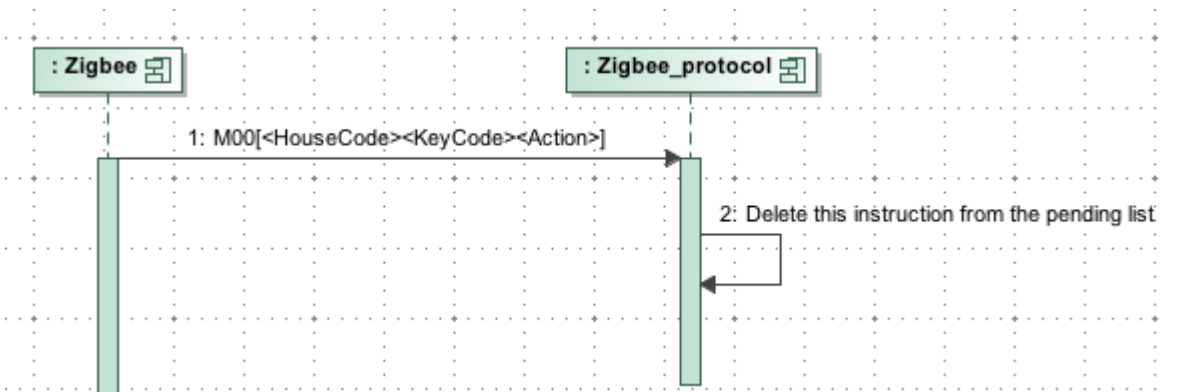 : Zigbee
: Zigbee_protocol
1: M00[<HouseCode><KeyCode><Action>]
2: Delete this instruction from the pending list